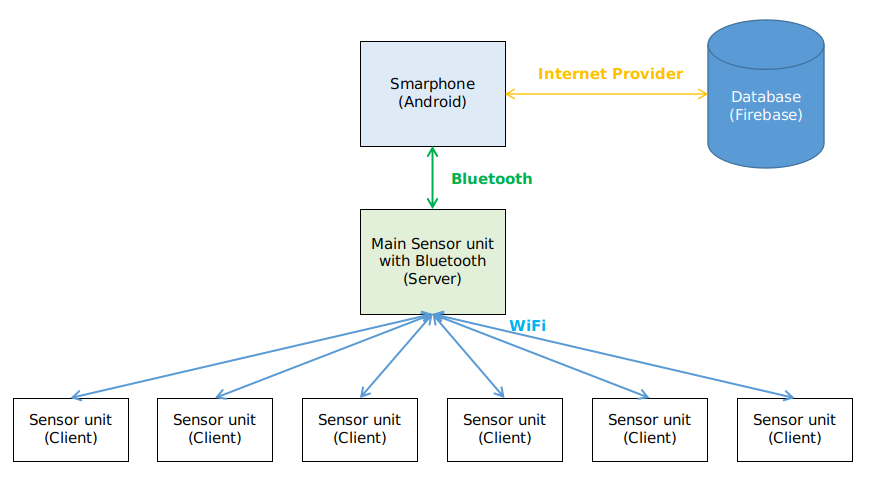 Smarphone
(Android)
Internet Provider
Database
(Firebase)
Bluetooth
Main Sensor unit
with Bluetooth
(Server)
WiFi
Sensor unit
(Client)
Sensor unit
(Client)
Sensor unit
(Client)
Sensor unit
(Client)
Sensor unit
(Client)
Sensor unit
(Client)